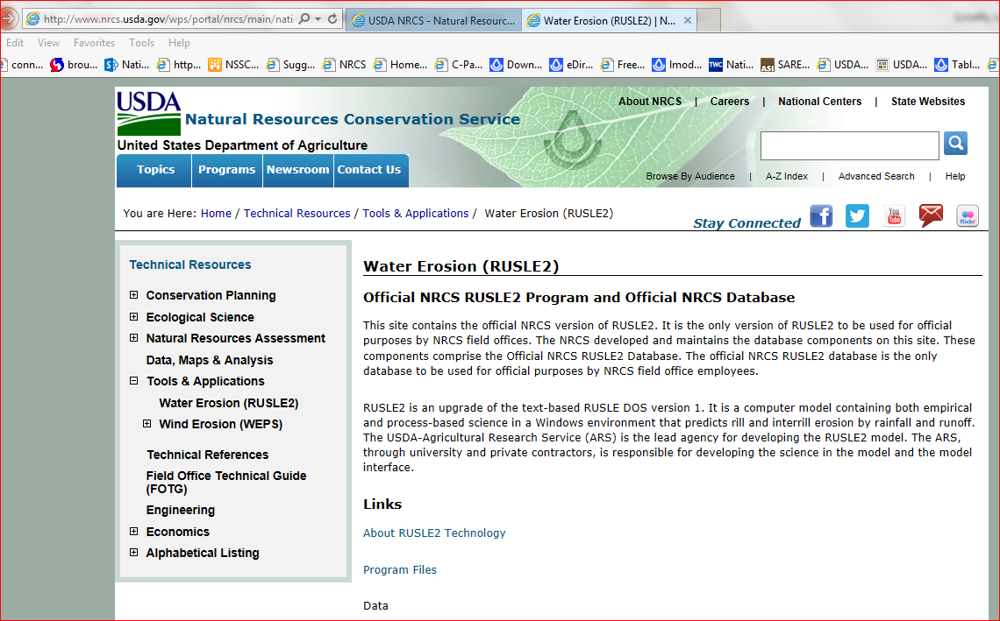 http://www.nrcs.usda.gov/wps/portal/nrcs/main/nati
USDA NRCS - Natural Resourc...
Water Erosion (RUSLE2) | N...
Edit View Favorites Tools Help
conn... brou... Nati... http... NSSC... Sugg... NRCS Home... C-Pa... Down... eDir... Free... Imod... TWC Nati... ASI SARE... USDA... USDA... Tabl...
USDA
Natural Resources Conservation Service
United States Department of Agriculture
About NRCS | Careers | National Centers | State Websites
Topics Programs Newsroom Contact Us
Browse By Audience | A-Z Index | Advanced Search | Help
You are Here: Home / Technical Resources / Tools & Applications / Water Erosion (RUSLE2)
Stay Connected
f
You Tube
flickr
Technical Resources
Conservation Planning
Ecological Science
Natural Resources Assessment
Data, Maps & Analysis
Tools & Applications
Water Erosion (RUSLE2)
Wind Erosion (WEPS)
Technical References
Field Office Technical Guide
(FOTG)
Engineering
Economics
Alphabetical Listing
Water Erosion (RUSLE2)
Official NRCS RUSLE2 Program and Official NRCS Database
This site contains the official NRCS version of RUSLE2. It is the only version of RUSLE2 to be used for official
purposes by NRCS field offices. The NRCS developed and maintains the database components on this site. These
components comprise the Official NRCS RUSLE2 Database. The official NRCS RUSLE2 database is the only
database to be used for official purposes by NRCS field office employees.
RUSLE2 is an upgrade of the text-based RUSLE DOS version 1. It is a computer model containing both empirical
and process-based science in a Windows environment that predicts rill and interrill erosion by rainfall and runoff.
The USDA-Agricultural Research Service (ARS) is the lead agency for developing the RUSLE2 model. The ARS,
through university and private contractors, is responsible for developing the science in the model and the model
interface.
Links
About RUSLE2 Technology
Program Files
Data